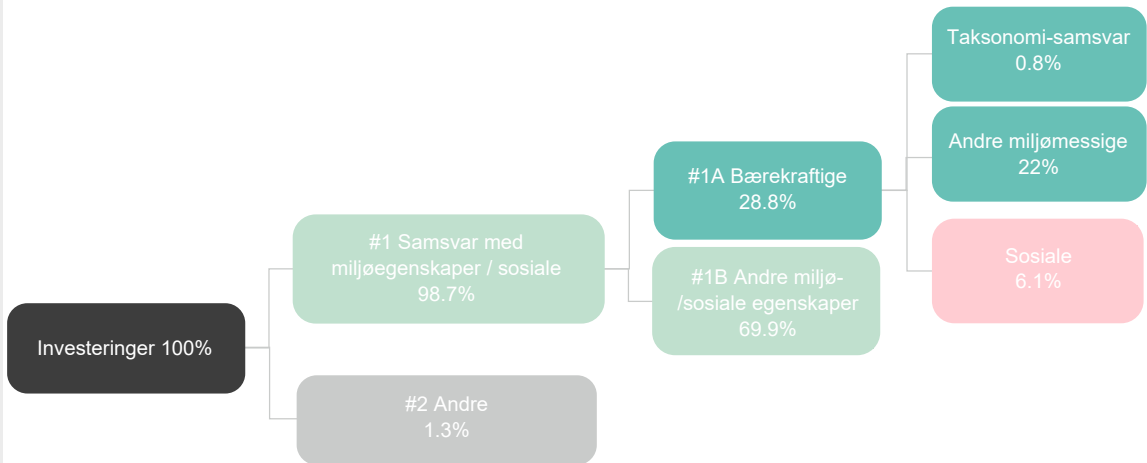 Investeringer 100%
#1 Samsvar med
miljøegenskaper / sosiale
98.7%
#2 Andre
1.3%
#1A Bærekraftige
28.8%
#1B Andre miljø-
/sosiale egenskaper
69.9%
Taksonomi-samsvar
0.8%
Andre miljømessige
22%
Sosiale
6.1%